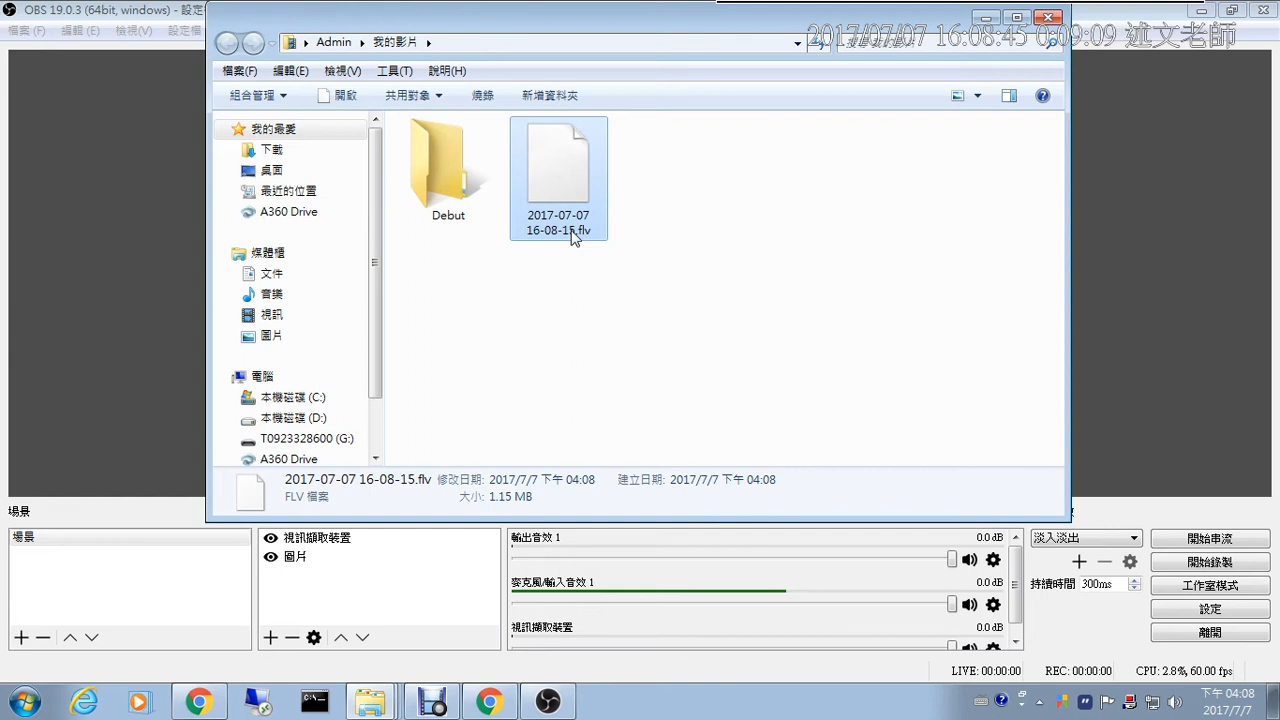 OBS 19.0.3 (64bit, windows) - 設定
檔案 (F) 編輯 (E) 檢視(V) 設定檔
Admin 我的影片
2017/07/07 16:08:45 0:09:09 述文老師
檔案(F) 編輯(E) 檢視(V) 工具(T) 說明(H)
組合管理 開啟 共用對象 燒錄 新增資料夾
我的最愛
下載
桌面
最近的位置
A360 Drive
媒體櫃
文件
音樂
視訊
圖片
電腦
本機磁碟 (C:)
本機磁碟 (D:)
T0923328600 (G:)
A360 Drive
Debut
2017-07-07
16-08-15.flv
2017-07-07 16-08-15.flv 修改日期: 2017/7/7 下午 04:08 建立日期: 2017/7/7 下午 04:08
FLV 檔案 大小: 1.15 MB
場景
場景
視訊擷取裝置
圖片
輸出音效 1 0.0 dB
麥克風/輸入音效 1 0.0 dB
視訊擷取裝置 0.0 dB
淡入淡出
持續時間 300ms
開始串流
開始錄製
工作室模式
設定
離開
LIVE: 00:00:00 REC: 00:00:00 CPU: 2.8%, 60.00 fps
下午 04:08
2017/7/7